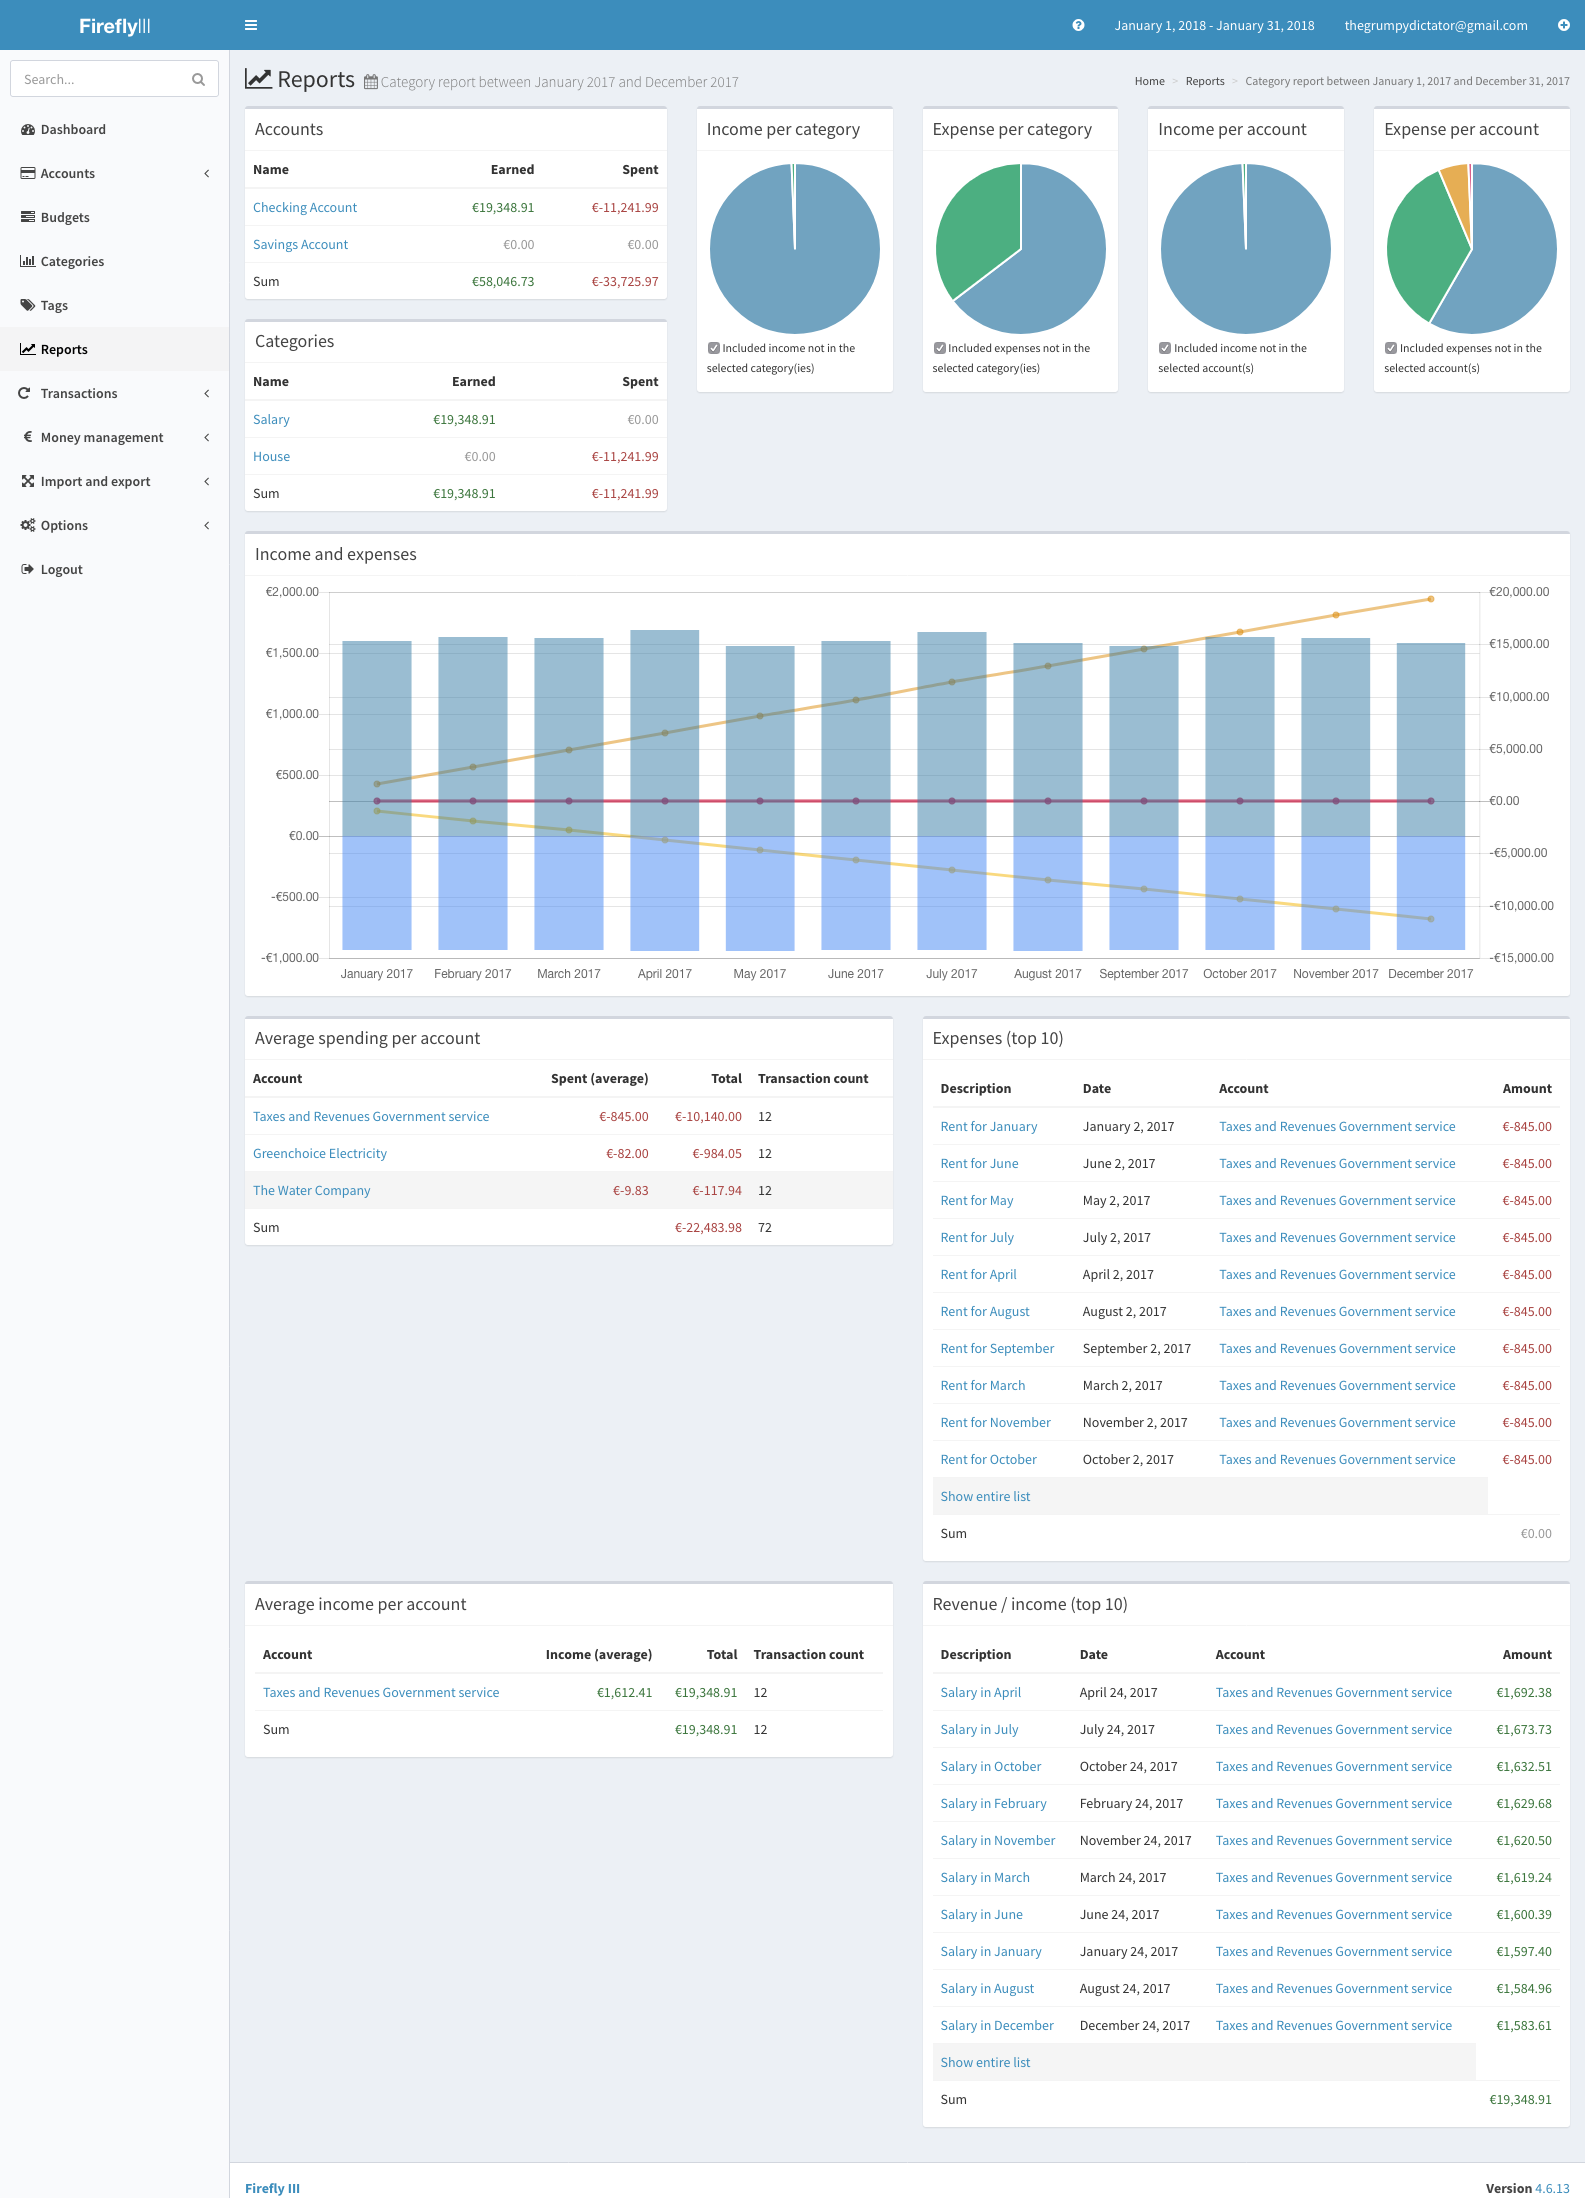 FireflyIII
January 1, 2018 - January 31, 2018 thegrumpydictator@gmail.com
Search...
Dashboard
Accounts
Budgets
Categories
Tags
Reports
Transactions
Money management
Import and export
Options
Logout
Reports Category report between January 2017 and December 2017
Home > Reports > Category report between January 1, 2017 and December 31, 2017
Accounts
Name Earned Spent
Checking Account €19,348.91 €-11,241.99
Savings Account €0.00 €0.00
Sum €58,046.73 €-33,725.97
Categories
Name Earned Spent
Salary €19,348.91 €0.00
House €0.00 €-11,241.99
Sum €19,348.91 €-11,241.99
Income per category
Included income not in the
selected category(ies)
Expense per category
Included expenses not in the
selected category(ies)
Income per account
Included income not in the
selected account(s)
Expense per account
Included expenses not in the
selected account(s)
Income and expenses
€2,000.00
€1,500.00
€1,000.00
€500.00
€0.00
-€500.00
-€1,000.00
€20,000.00
€15,000.00
€10,000.00
€5,000.00
€0.00
-€5,000.00
-€10,000.00
-€15,000.00
January 2017 February 2017 March 2017 April 2017 May 2017 June 2017 July 2017 August 2017 September 2017 October 2017 November 2017 December 2017
Average spending per account
Account Spent (average) Total Transaction count
Taxes and Revenues Government service €-845.00 €-10,140.00 12
Greenchoice Electricity €-82.00 €-984.05 12
The Water Company €-9.83 €-117.94 12
Sum €-22,483.98 72
Expenses (top 10)
Description Date Account Amount
Rent for January January 2, 2017 Taxes and Revenues Government service €-845.00
Rent for June June 2, 2017 Taxes and Revenues Government service €-845.00
Rent for May May 2, 2017 Taxes and Revenues Government service €-845.00
Rent for July July 2, 2017 Taxes and Revenues Government service €-845.00
Rent for April April 2, 2017 Taxes and Revenues Government service €-845.00
Rent for August August 2, 2017 Taxes and Revenues Government service €-845.00
Rent for September September 2, 2017 Taxes and Revenues Government service €-845.00
Rent for March March 2, 2017 Taxes and Revenues Government service €-845.00
Rent for November November 2, 2017 Taxes and Revenues Government service €-845.00
Rent for October October 2, 2017 Taxes and Revenues Government service €-845.00
Show entire list
Sum €0.00
Average income per account
Account Income (average) Total Transaction count
Taxes and Revenues Government service €1,612.41 €19,348.91 12
Sum €19,348.91 12
Revenue / income (top 10)
Description Date Account Amount
Salary in April April 24, 2017 Taxes and Revenues Government service €1,692.38
Salary in July July 24, 2017 Taxes and Revenues Government service €1,673.73
Salary in October October 24, 2017 Taxes and Revenues Government service €1,632.51
Salary in February February 24, 2017 Taxes and Revenues Government service €1,629.68
Salary in November November 24, 2017 Taxes and Revenues Government service €1,620.50
Salary in March March 24, 2017 Taxes and Revenues Government service €1,619.24
Salary in June June 24, 2017 Taxes and Revenues Government service €1,600.39
Salary in January January 24, 2017 Taxes and Revenues Government service €1,597.40
Salary in August August 24, 2017 Taxes and Revenues Government service €1,584.96
Salary in December December 24, 2017 Taxes and Revenues Government service €1,583.61
Show entire list
Sum €19,348.91
Firefly III
Version 4.6.13